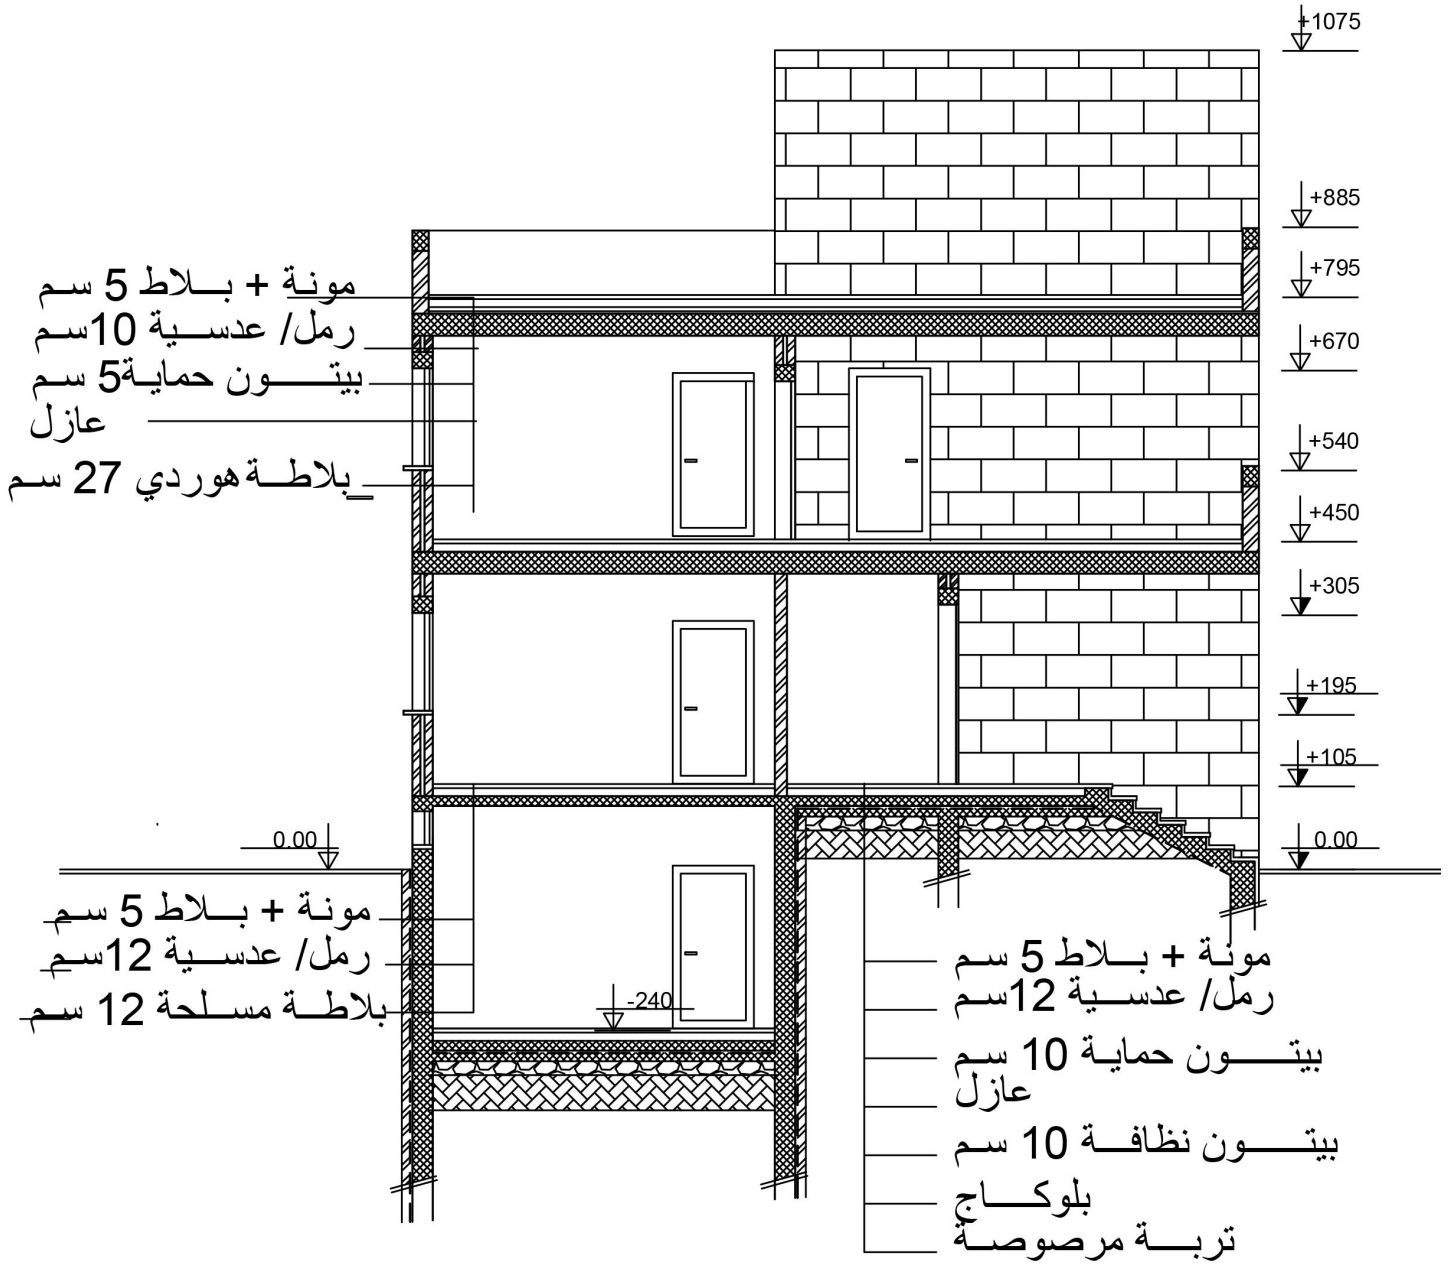 +1075
+885
+795
+670
+540
+450
+305
+195
+105
0.00
مونة + بلاط 5 سم
رمل/ عدسية 10سم
بيتون حماية5 سم
عازل
بلاطة هوردي 27 سم
0.00
مونة + بلاط 5 سم
رمل/ عدسية 12سم
بلاطة مسلحة 12 سم
-240
مونة + بلاط 5 سم
رمل/ عدسية 12سم
بيتون حماية 10 سم
عازل
بيتون نظافة 10 سم
بلوكاج
تربة مرصوصة